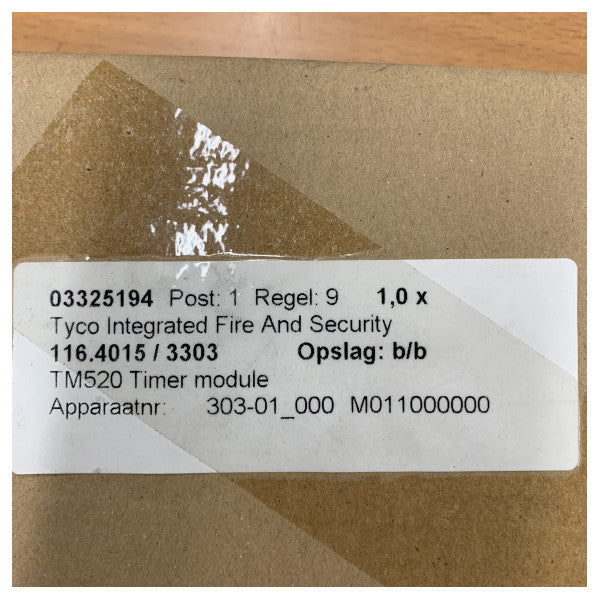 03325194 Post: 1 Regel: 9 1,0 x
Tyco Integrated Fire And Security
116.4015 / 3303 Opslag: b/b
TM520 Timer module
Apparaatnr: 303-01_000 M011000000